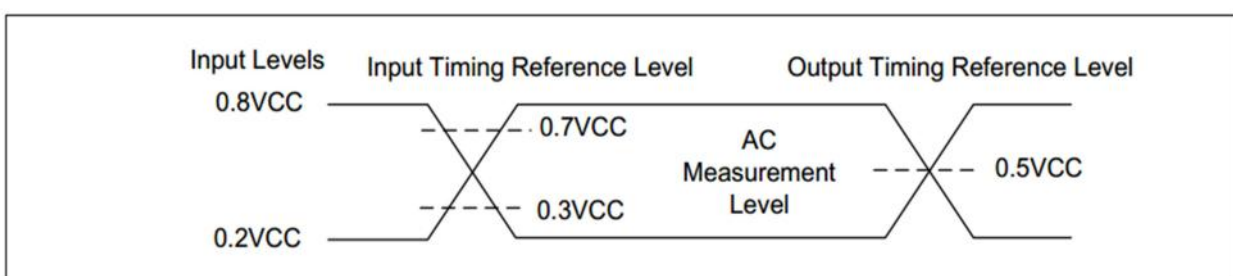 Input Levels
Input Timing Reference Level
Output Timing Reference Level
0.8VCC
0.7VCC
AC
Measurement
Level
0.5VCC
0.3VCC
0.2VCC